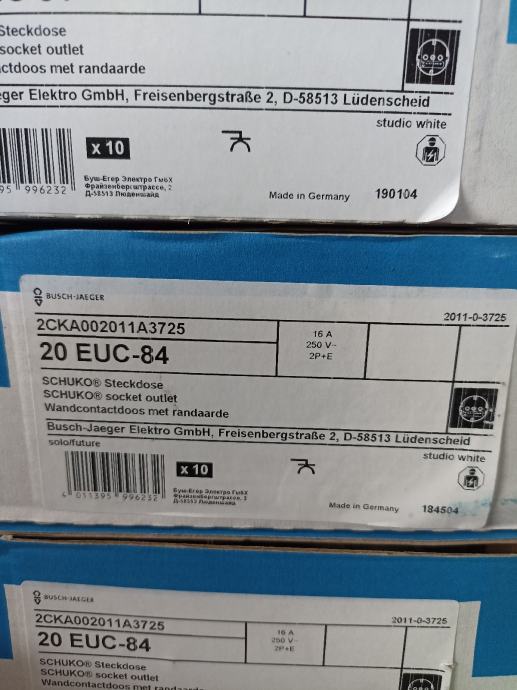 Steckdose
socket outlet
ctdoos met randaarde
eger Elektro GmbH, Freisenbergstraße 2, D-58513 Lüdenscheid
studio white
x 10
95 996232
Буш-Егер Электро ГмбХ
Фрайзенбергштрассе, 2
Д-58513 Люденшайд
Made in Germany 190104
BUSCH-JAEGER
2011-0-3725
2CKA002011A3725
20 EUC-84
16 A
250 V~
2P+E
SCHUKO® Steckdose
SCHUKO® socket outlet
Wandcontactdoos met randaarde
Busch-Jaeger Elektro GmbH, Freisenbergstraße 2, D-58513 Lüdenscheid
solo/future
studio white
x 10
4 011395 996232
Буш-Егер Электро ГмбХ
Фрайзенбергштрассе, 2
Д-58513 Люденшайд
Made in Germany 184504
BUSCH-JAEGER
2011-0-3725
2CKA002011A3725
20 EUC-84
16 A
250 V~
2P+E
SCHUKO® Steckdose
SCHUKO® socket outlet
Wandcontactdoos met randaarde